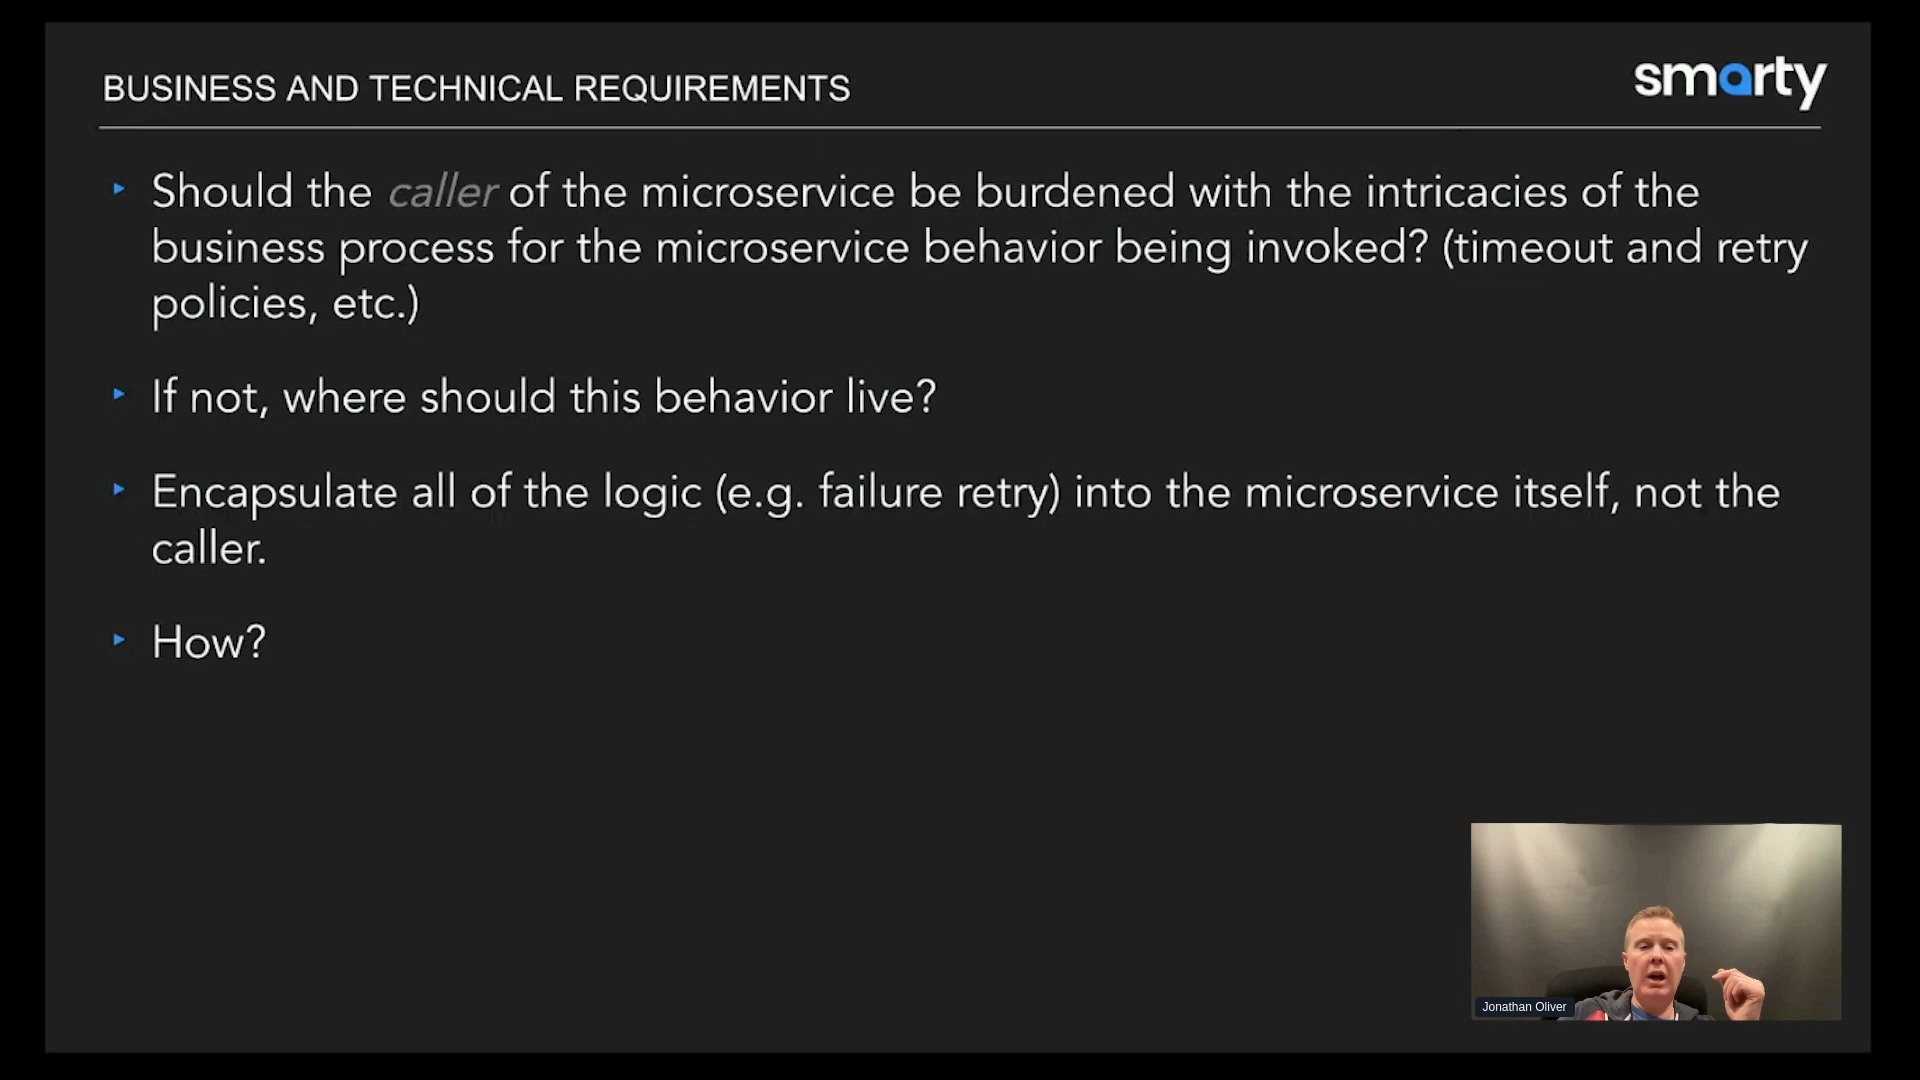 BUSINESS AND TECHNICAL REQUIREMENTS
smarty
Should the caller of the microservice be burdened with the intricacies of the
business process for the microservice behavior being invoked? (timeout and retry
policies, etc.)
If not, where should this behavior live?
Encapsulate all of the logic (e.g. failure retry) into the microservice itself, not the
caller.
How?
Jonathan Oliver